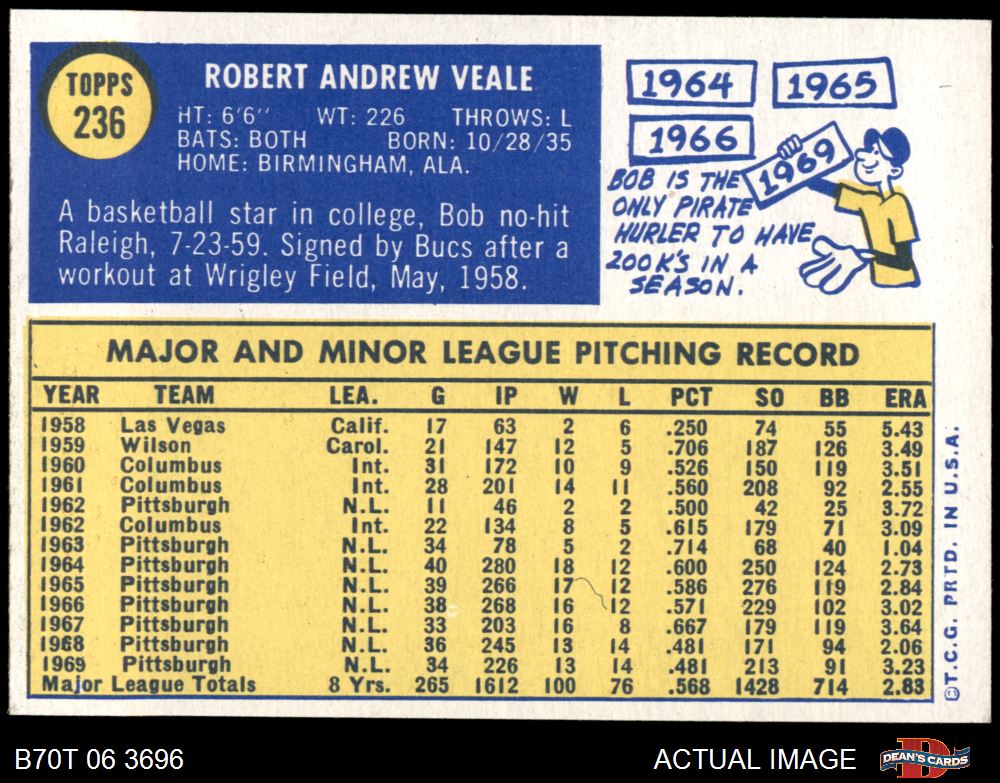 TOPPS
236
ROBERT ANDREW VEALE
HT: 6'6" WT: 226 THROWS: L
BATS: BOTH BORN: 10/28/35
HOME: BIRMINGHAM, ALA.
A basketball star in college, Bob no-hit
Raleigh, 7-23-59. Signed by Bucs after a
workout at Wrigley Field, May, 1958.
1964 1965
1966
1969
BOB IS THE
ONLY PIRATE
HURLER TO HAVE
200 K'S IN A
SEASON.
MAJOR AND MINOR LEAGUE PITCHING RECORD
YEAR TEAM LEA. G IP W L PCT SO BB ERA
1958 Las Vegas Calif. 17 63 2 6 .250 74 55 5.43
1959 Wilson Carol. 21 147 12 5 .706 187 126 3.49
1960 Columbus Int. 31 172 10 9 .526 150 119 3.51
1961 Columbus Int. 28 201 14 11 .560 208 92 2.55
1962 Pittsburgh N.L. 11 46 2 2 .500 42 25 3.72
1962 Columbus Int. 22 134 8 5 .615 179 71 3.09
1963 Pittsburgh N.L. 34 78 5 2 .714 68 40 1.04
1964 Pittsburgh N.L. 40 280 18 12 .600 250 124 2.73
1965 Pittsburgh N.L. 39 266 17 12 .586 276 119 2.84
1966 Pittsburgh N.L. 38 268 16 12 .571 229 102 3.02
1967 Pittsburgh N.L. 33 203 16 8 .667 179 119 3.64
1968 Pittsburgh N.L. 36 245 13 14 .481 171 94 2.06
1969 Pittsburgh N.L. 34 226 13 14 .481 213 91 3.23
Major League Totals 8 Yrs. 265 1612 100 76 .568 1428 714 2.83
©T.C.G. PRTD. IN U.S.A.
B70T 06 3696 ACTUAL IMAGE
DEAN'S CARDS